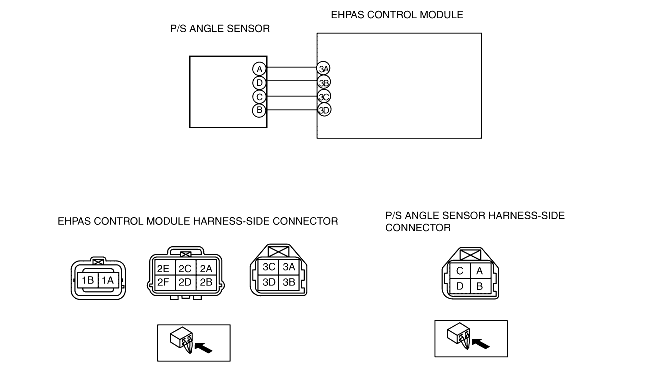 EHPAS CONTROL MODULE
P/S ANGLE SENSOR
A 3A
D 3B
C 3C
B 3D
EHPAS CONTROL MODULE HARNESS-SIDE CONNECTOR
P/S ANGLE SENSOR HARNESS-SIDE
CONNECTOR
1B 1A
2E 2C 2A
2F 2D 2B
3C 3A
3D 3B
C A
D B